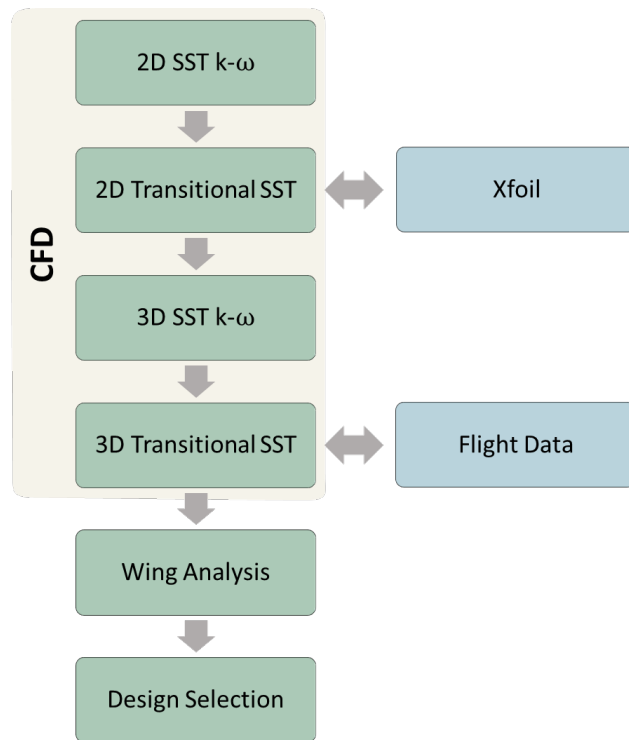 2D SST k-ω
2D Transitional SST
Xfoil
CFD
3D SST k-ω
3D Transitional SST
Flight Data
Wing Analysis
Design Selection